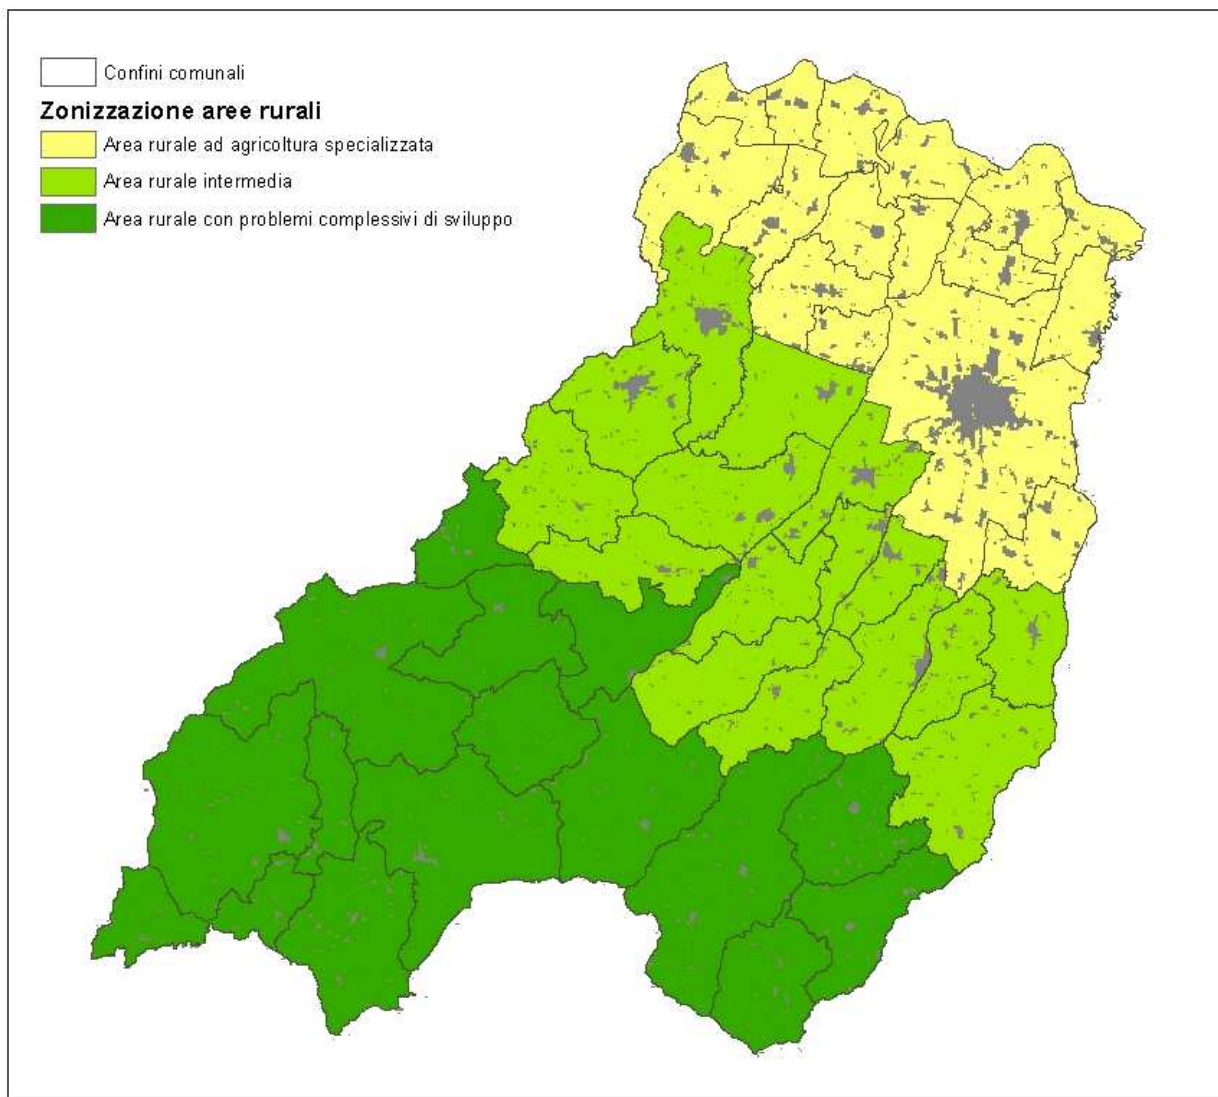 Confini comunali
Zonizzazione aree rurali
Area rurale ad agricoltura specializzata
Area rurale intermedia
Area rurale con problemi complessivi di sviluppo